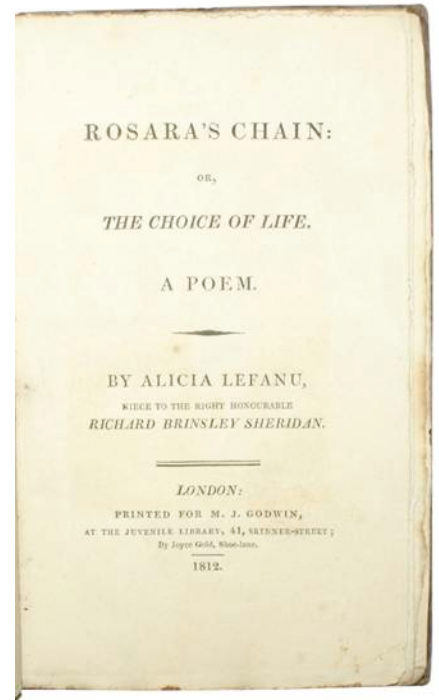 ROSARA'S CHAIN:
OR,
THE CHOICE OF LIFE.
A POEM.
BY ALICIA LEFANU,
NIECE TO THE RIGHT HONOURABLE
RICHARD BRINSLEY SHERIDAN.
LONDON:
PRINTED FOR M. J. GODWIN,
AT THE JUVENILE LIBRARY, 41, SKINNER-STREET;
By Joyce Gold, Shoe-lane.
1812.